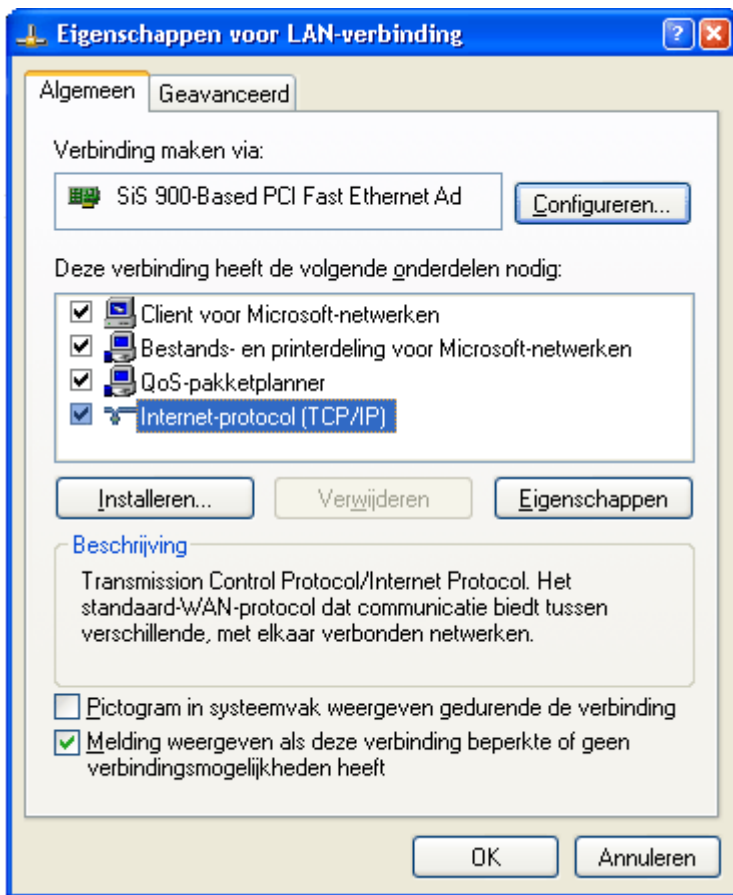 Eigenschappen voor LAN-verbinding
Algemeen
Geavanceerd
Verbinding maken via:
SiS 900-Based PCI Fast Ethernet Ad
Configureren...
Deze verbinding heeft de volgende onderdelen nodig:
Client voor Microsoft-netwerken
Bestands- en printerdeling voor Microsoft-netwerken
QoS-pakketplanner
Internet-protocol (TCP/IP)
Installeren...
Verwijderen
Eigenschappen
Beschrijving
Transmission Control Protocol/Internet Protocol. Het
standaard-WAN-protocol dat communicatie biedt tussen
verschillende, met elkaar verbonden netwerken.
Pictogram in systeemvak weergeven gedurende de verbinding
Melding weergeven als deze verbinding beperkte of geen
verbindingsmogelijkheden heeft
OK
Annuleren